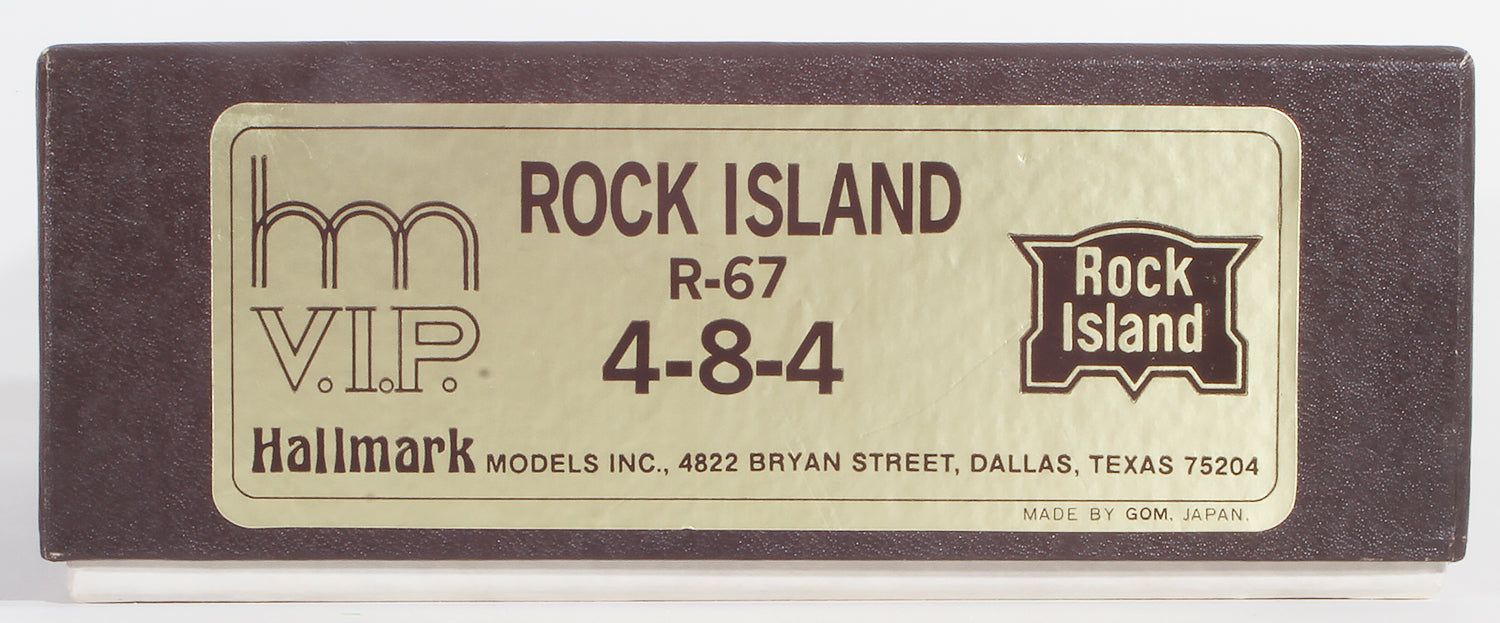 hm
V.I.P.
ROCK ISLAND
R-67
4-8-4
Rock
Island
Hallmark MODELS INC., 4822 BRYAN STREET, DALLAS, TEXAS 75204
MADE BY GOM, JAPAN.